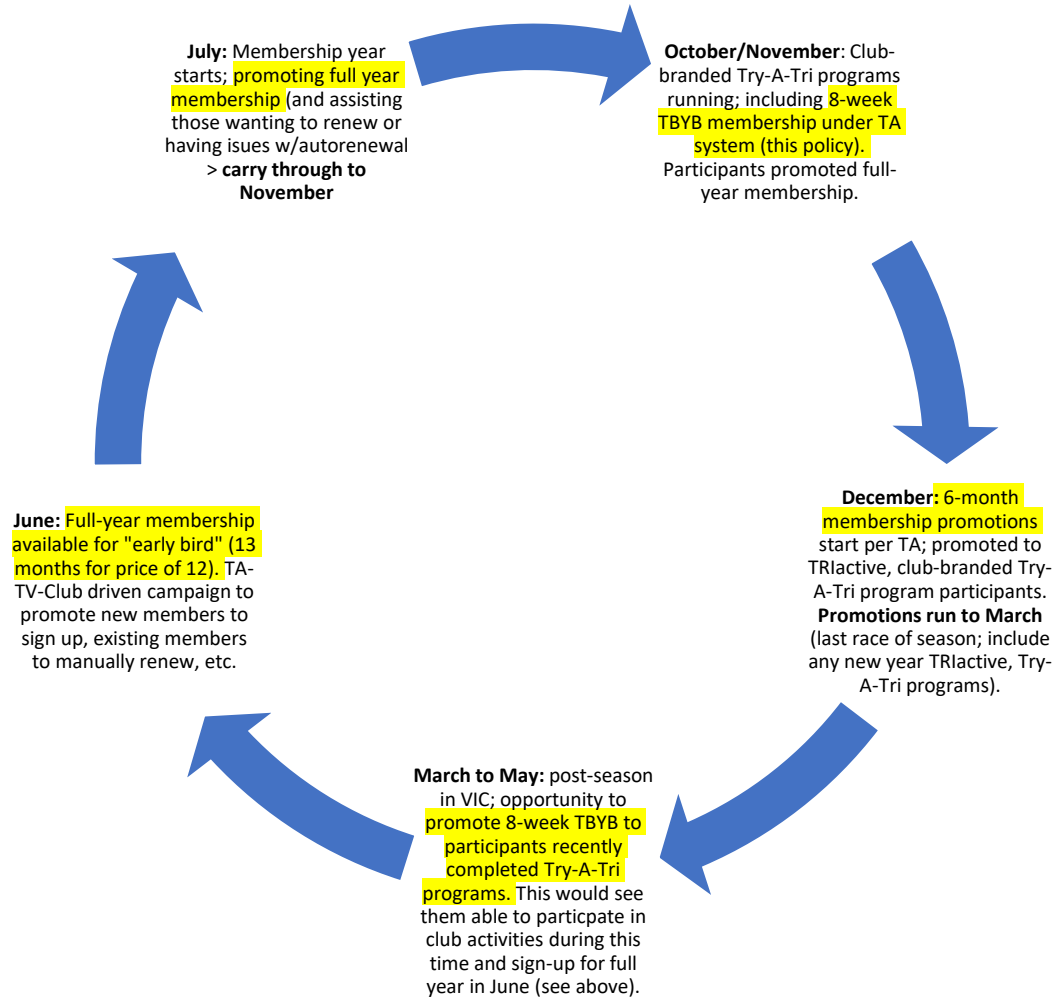 July: Membership year
starts; promoting full year
membership (and assisting
those wanting to renew or
having isues w/autorenewal
> carry through to
November
October/November: Club-
branded Try-A-Tri programs
running; including 8-week
TBYB membership under TA
system (this policy).
Participants promoted full-
year membership.
December: 6-month
membership promotions
start per TA; promoted to
TRIactive, club-branded Try-
A-Tri program participants.
Promotions run to March
(last race of season; include
any new year TRIactive, Try-
A-Tri programs).
March to May: post-season
in VIC; opportunity to
promote 8-week TBYB to
participants recently
completed Try-A-Tri
programs. This would see
them able to particpate in
club activities during this
time and sign-up for full
year in June (see above).
June: Full-year membership
available for "early bird" (13
months for price of 12). TA-
TV-Club driven campaign to
promote new members to
sign up, existing members
to manually renew, etc.